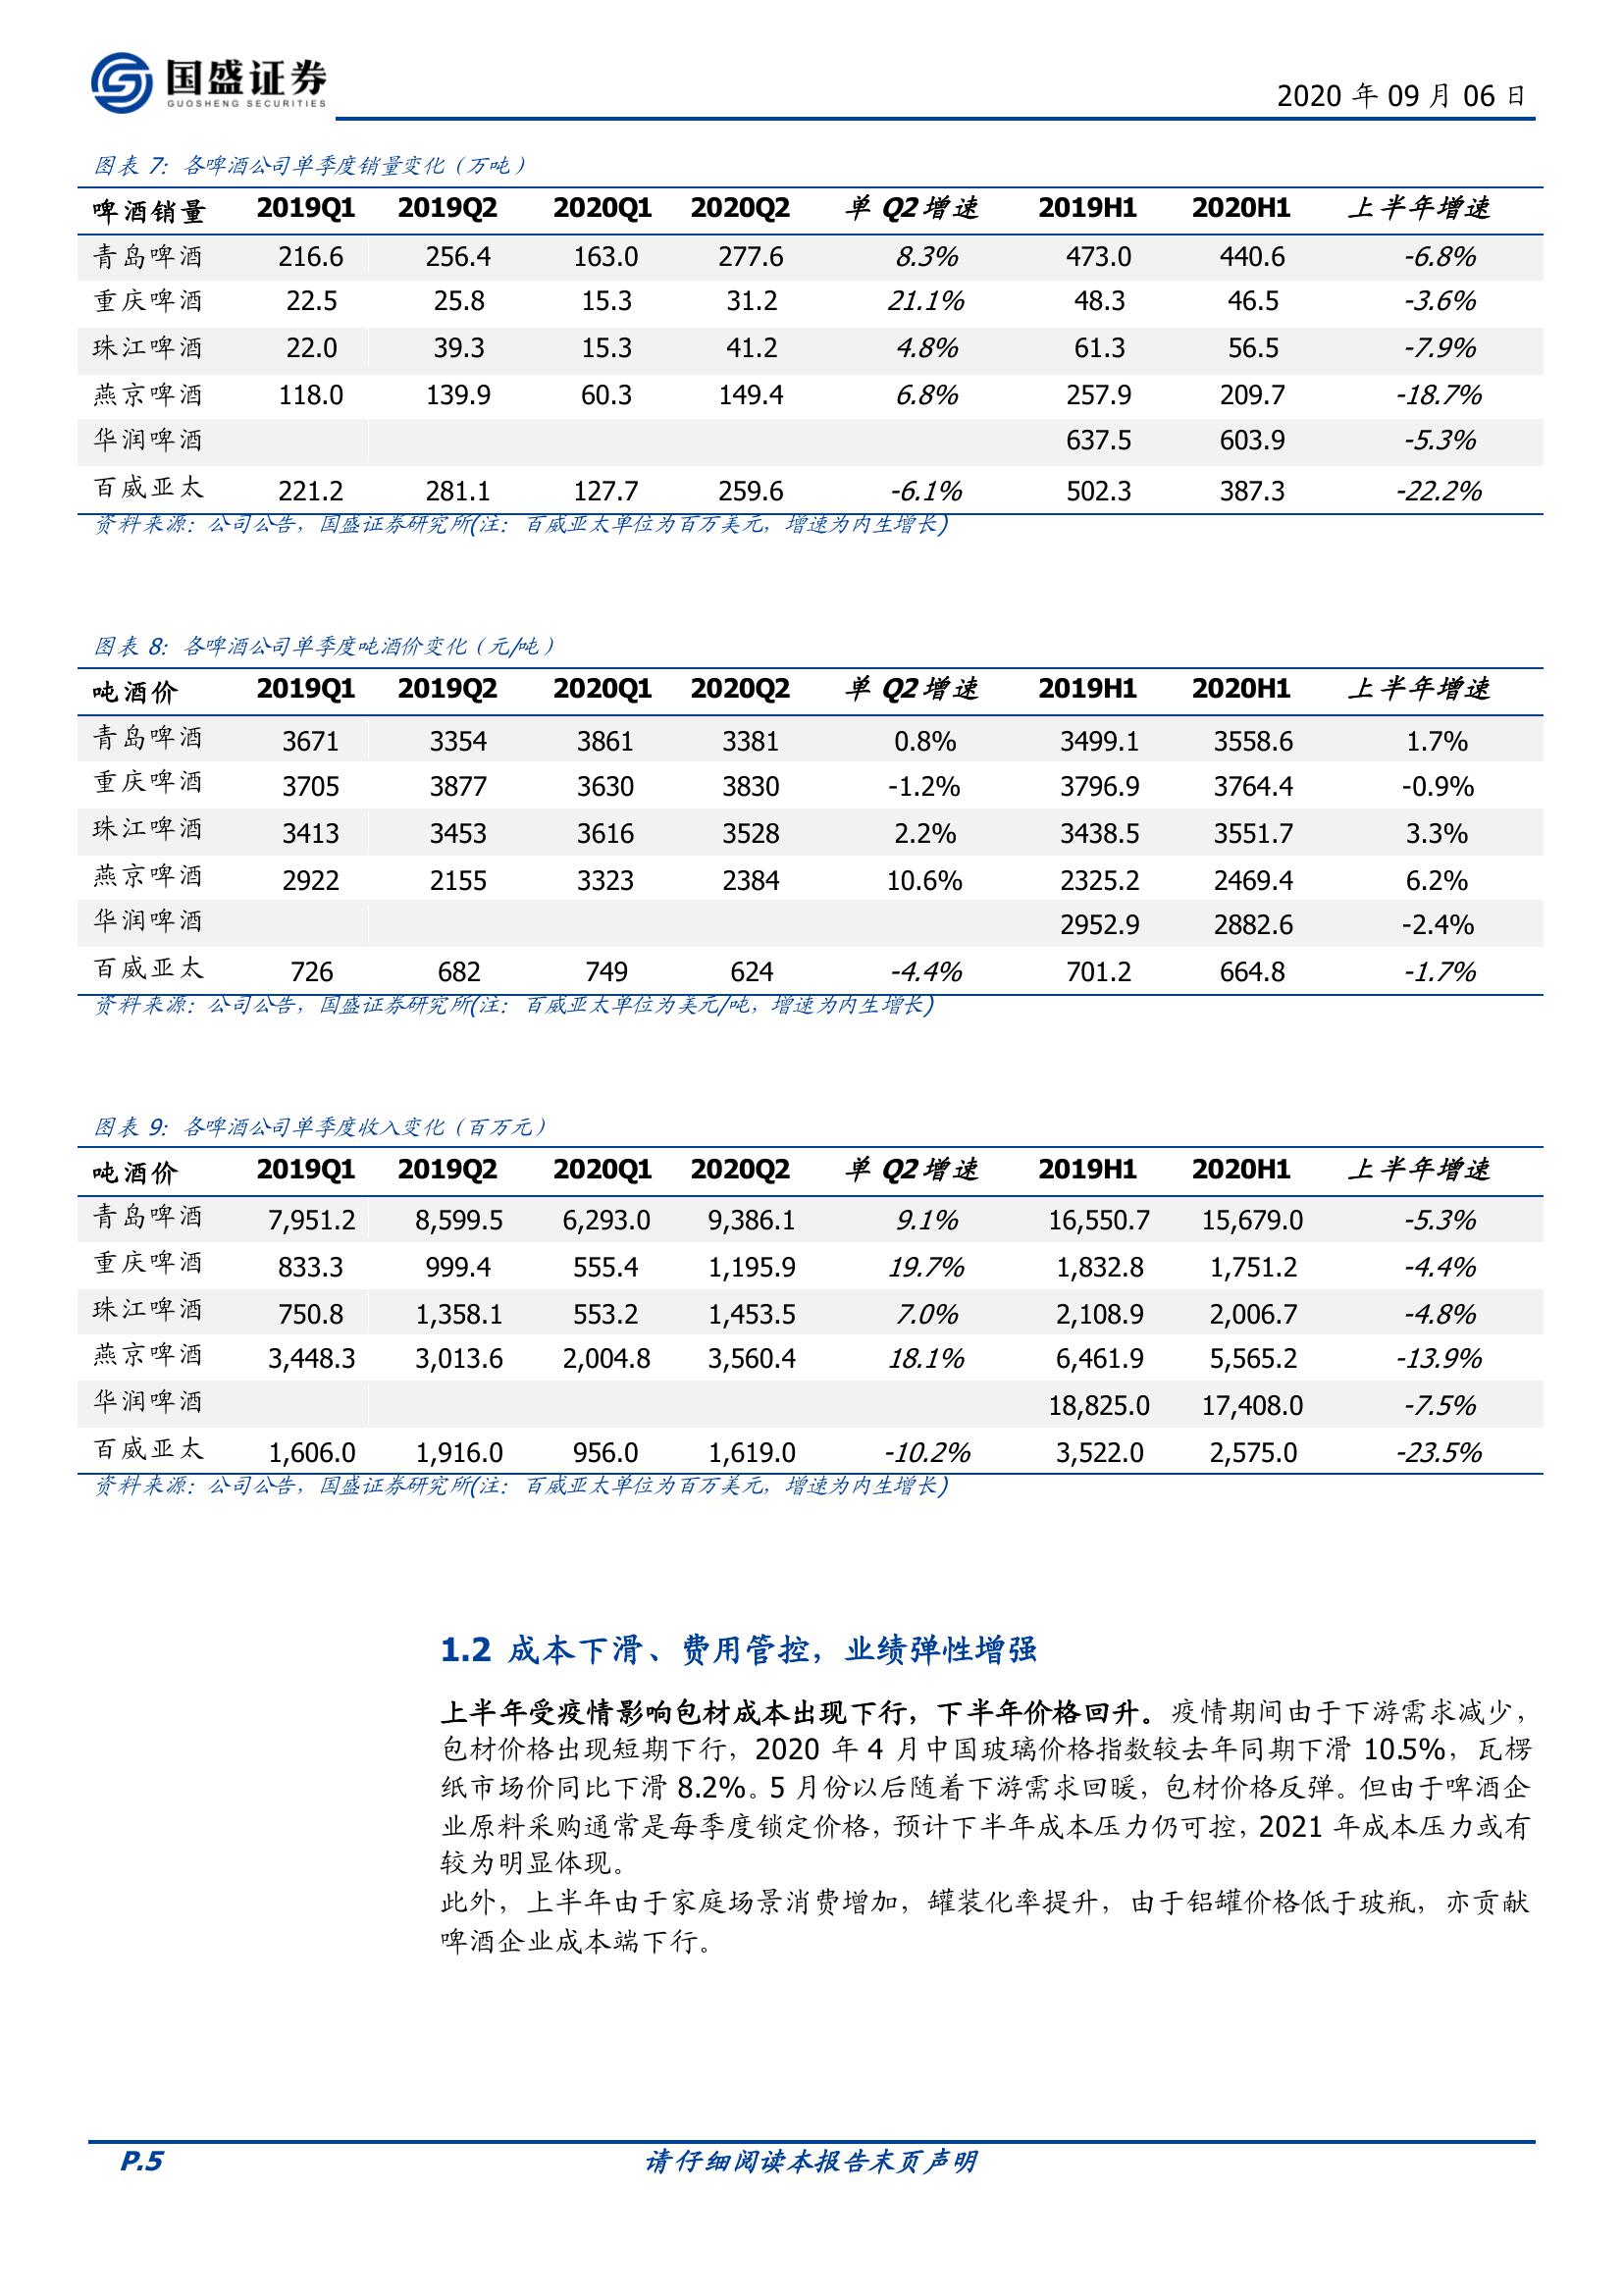 国盛证券
GUOSHENG SECURITIES
2020 年 09 月 06 日
图表 7：各啤酒公司单季度销量变化（万吨）
啤酒销量 2019Q1 2019Q2 2020Q1 2020Q2 单 Q2 增速 2019H1 2020H1 上半年增速
青岛啤酒 216.6 256.4 163.0 277.6 8.3% 473.0 440.6 -6.8%
重庆啤酒 22.5 25.8 15.3 31.2 21.1% 48.3 46.5 -3.6%
珠江啤酒 22.0 39.3 15.3 41.2 4.8% 61.3 56.5 -7.9%
燕京啤酒 118.0 139.9 60.3 149.4 6.8% 257.9 209.7 -18.7%
华润啤酒 637.5 603.9 -5.3%
百威亚太 221.2 281.1 127.7 259.6 -6.1% 502.3 387.3 -22.2%
资料来源：公司公告，国盛证券研究所(注：百威亚太单位为百万美元，增速为内生增长)
图表 8：各啤酒公司单季度吨酒价变化（元/吨）
吨酒价 2019Q1 2019Q2 2020Q1 2020Q2 单 Q2 增速 2019H1 2020H1 上半年增速
青岛啤酒 3671 3354 3861 3381 0.8% 3499.1 3558.6 1.7%
重庆啤酒 3705 3877 3630 3830 -1.2% 3796.9 3764.4 -0.9%
珠江啤酒 3413 3453 3616 3528 2.2% 3438.5 3551.7 3.3%
燕京啤酒 2922 2155 3323 2384 10.6% 2325.2 2469.4 6.2%
华润啤酒 2952.9 2882.6 -2.4%
百威亚太 726 682 749 624 -4.4% 701.2 664.8 -1.7%
资料来源：公司公告，国盛证券研究所(注：百威亚太单位为美元/吨，增速为内生增长)
图表 9：各啤酒公司单季度收入变化（百万元）
吨酒价 2019Q1 2019Q2 2020Q1 2020Q2 单 Q2 增速 2019H1 2020H1 上半年增速
青岛啤酒 7,951.2 8,599.5 6,293.0 9,386.1 9.1% 16,550.7 15,679.0 -5.3%
重庆啤酒 833.3 999.4 555.4 1,195.9 19.7% 1,832.8 1,751.2 -4.4%
珠江啤酒 750.8 1,358.1 553.2 1,453.5 7.0% 2,108.9 2,006.7 -4.8%
燕京啤酒 3,448.3 3,013.6 2,004.8 3,560.4 18.1% 6,461.9 5,565.2 -13.9%
华润啤酒 18,825.0 17,408.0 -7.5%
百威亚太 1,606.0 1,916.0 956.0 1,619.0 -10.2% 3,522.0 2,575.0 -23.5%
资料来源：公司公告，国盛证券研究所(注：百威亚太单位为百万美元，增速为内生增长)
1.2 成本下滑、费用管控，业绩弹性增强
上半年受疫情影响包材成本出现下行，下半年价格回升。疫情期间由于下游需求减少，
包材价格出现短期下行，2020 年 4 月中国玻璃价格指数较去年同期下滑 10.5%，瓦楞
纸市场价同比下滑 8.2%。5 月份以后随着下游需求回暖，包材价格反弹。但由于啤酒企
业原料采购通常是每季度锁定价格，预计下半年成本压力仍可控，2021 年成本压力或有
较为明显体现。
此外，上半年由于家庭场景消费增加，罐装化率提升，由于铝罐价格低于玻瓶，亦贡献
啤酒企业成本端下行。
P.5 请仔细阅读本报告末页声明